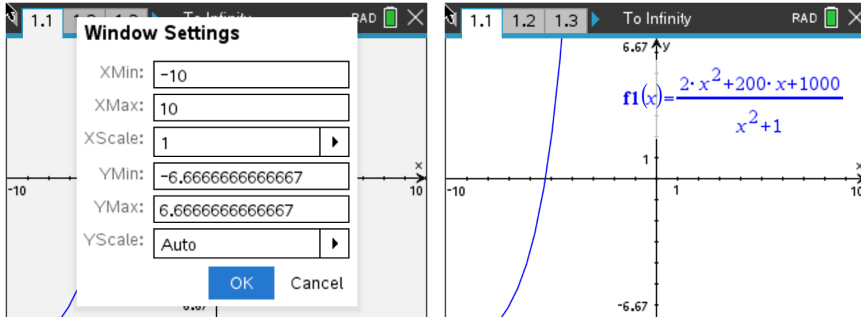 1.1 1.2 1.3 To Infinity RAD
Window Settings
XMin: -10
XMax: 10
XScale: 1
YMin: -6.6666666666667
YMax: 6.6666666666667
YScale: Auto
OK Cancel
-10
x
10
1.1 1.2 1.3 To Infinity RAD
6.67 y
f1(x)=2·x²+200·x+1000
x²+1
1
x
-10 1 10
-6.67